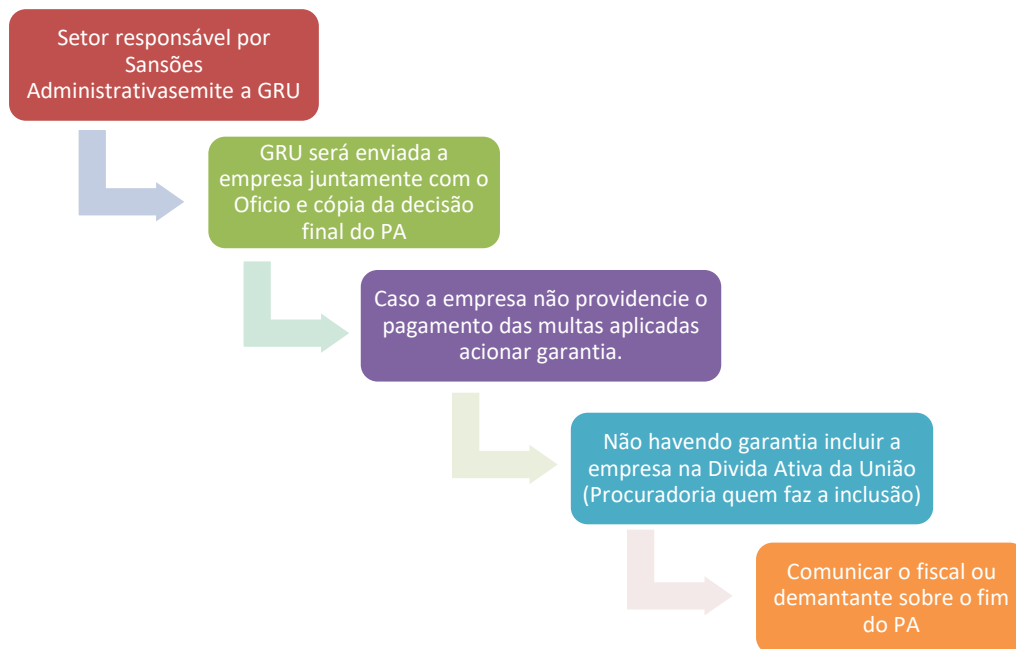 Setor responsável por
Sansões
Administrativasemite a GRU
GRU será enviada a
empresa juntamente com o
Oficio e cópia da decisão
final do PA
Caso a empresa não providencie o
pagamento das multas aplicadas
acionar garantia.
Não havendo garantia incluir a
empresa na Divida Ativa da União
(Procuradoria quem faz a inclusão)
Comunicar o fiscal ou
demantante sobre o fim
do PA